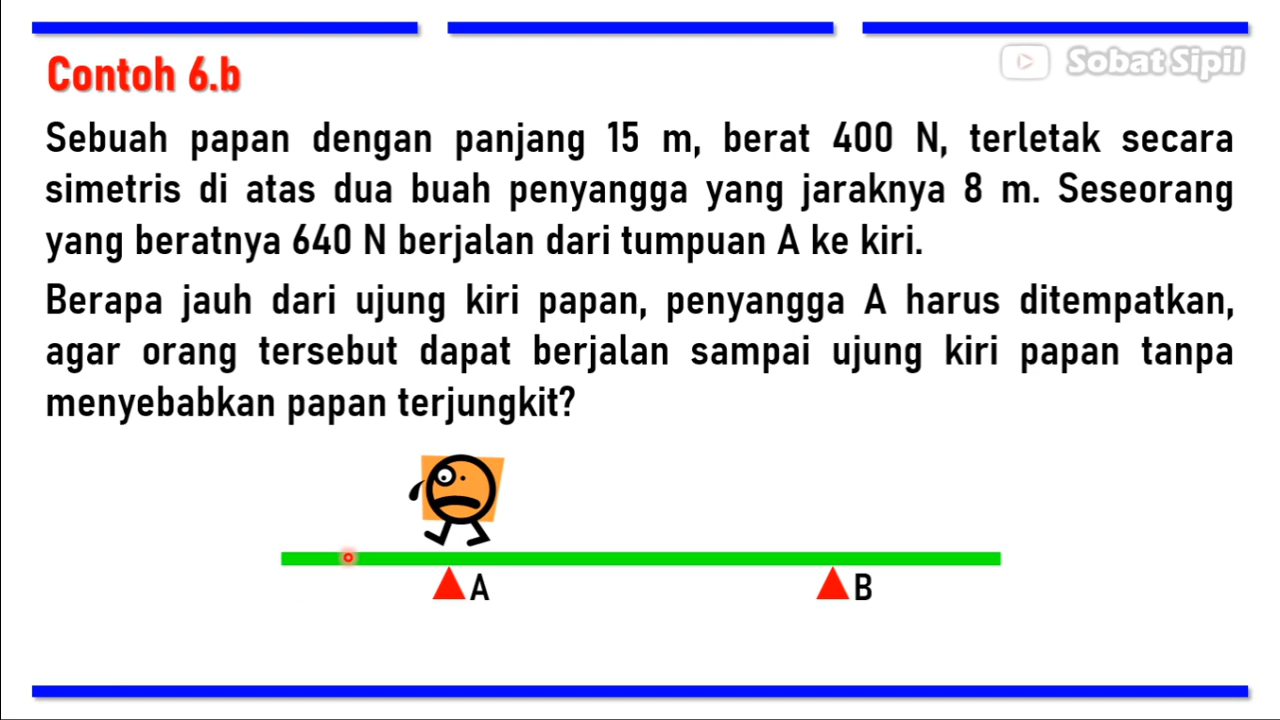 Sobat Sipil
Contoh 6.b
Sebuah papan dengan panjang 15 m, berat 400 N, terletak secara
simetris di atas dua buah penyangga yang jaraknya 8 m. Seseorang
yang beratnya 640 N berjalan dari tumpuan A ke kiri.
Berapa jauh dari ujung kiri papan, penyangga A harus ditempatkan,
agar orang tersebut dapat berjalan sampai ujung kiri papan tanpa
menyebabkan papan terjungkit?
A
B